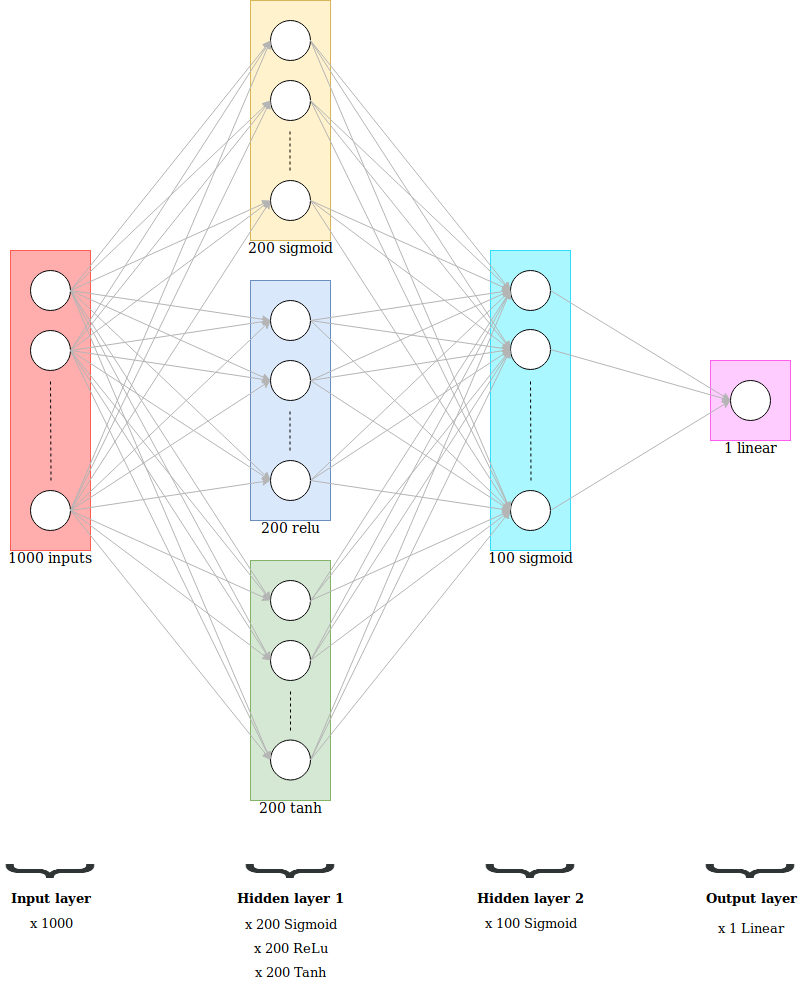 200 sigmoid
1000 inputs
200 relu
200 tanh
100 sigmoid
1 linear
Input layer
x 1000
Hidden layer 1
x 200 Sigmoid
x 200 ReLu
x 200 Tanh
Hidden layer 2
x 100 Sigmoid
Output layer
x 1 Linear